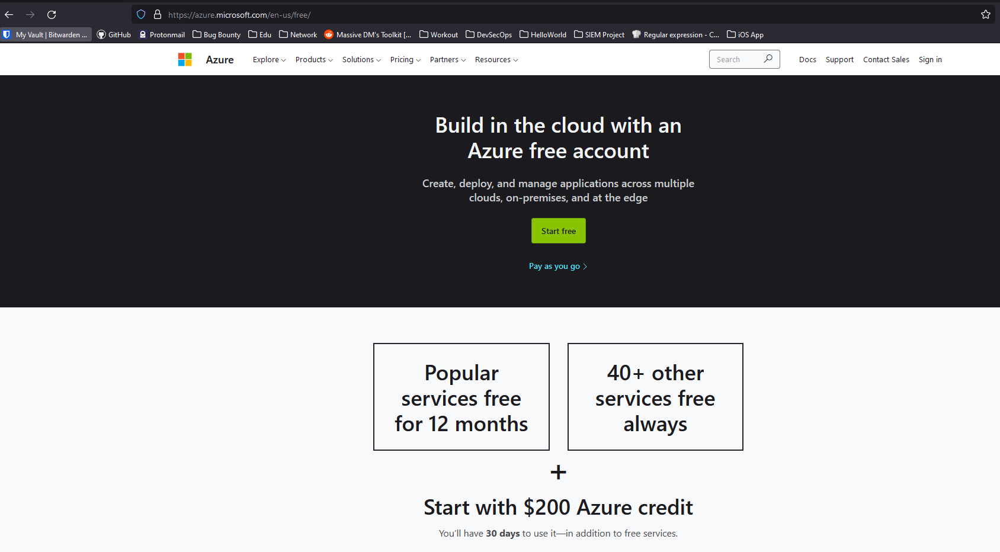 https://azure.microsoft.com/en-us/free/
My Vault | Bitwarden ... GitHub Protonmail Bug Bounty Edu Network Massive DM's Toolkit [... Workout DevSecOps HelloWorld SIEM Project Regular expression - C... iOS App
Azure Explore Products Solutions Pricing Partners Resources Search Docs Support Contact Sales Sign in
Build in the cloud with an
Azure free account
Create, deploy, and manage applications across multiple
clouds, on-premises, and at the edge
Start free
Pay as you go
Popular
services free
for 12 months
40+ other
services free
always
+
Start with $200 Azure credit
You'll have 30 days to use it—in addition to free services.